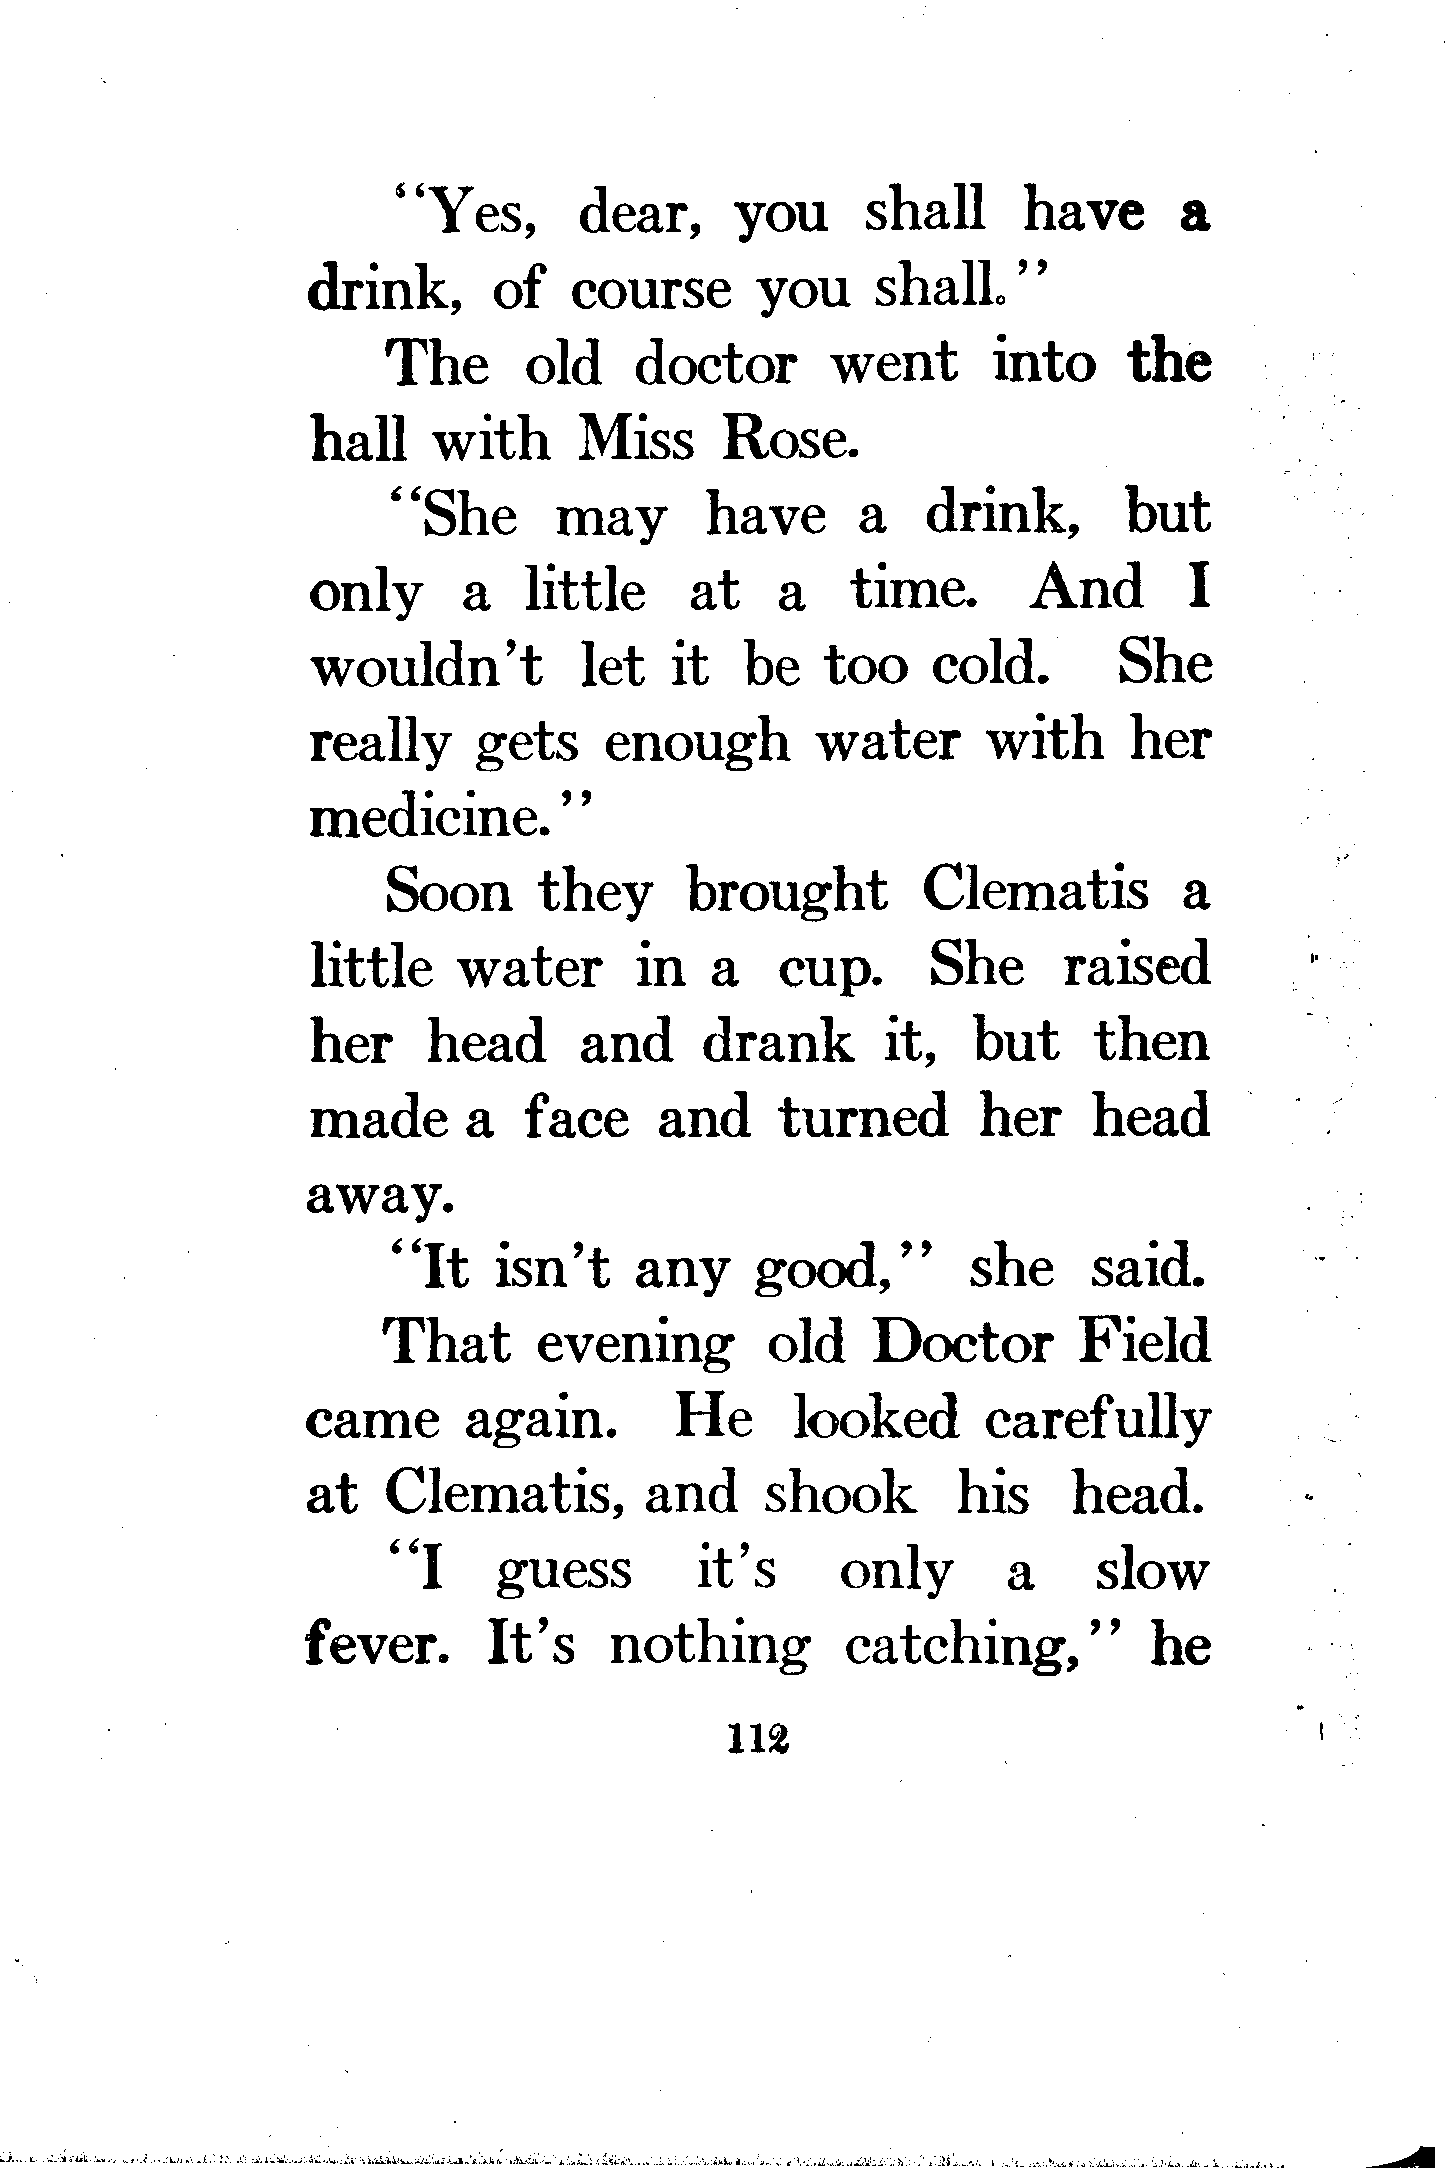 “Yes, dear, you shall have a
drink, of course you shall.”
The old doctor went into the
hall with Miss Rose.
“She may have a drink, but
only a little at a time. And I
wouldn’t let it be too cold. She
really gets enough water with her
medicine.”
Soon they brought Clematis a
little water in a cup. She raised
her head and drank it, but then
made a face and turned her head
away.
“It isn’t any good,” she said.
That evening old Doctor Field
came again. He looked carefully
at Clematis, and shook his head.
“I guess it’s only a slow
fever. It’s nothing catching,” he
112